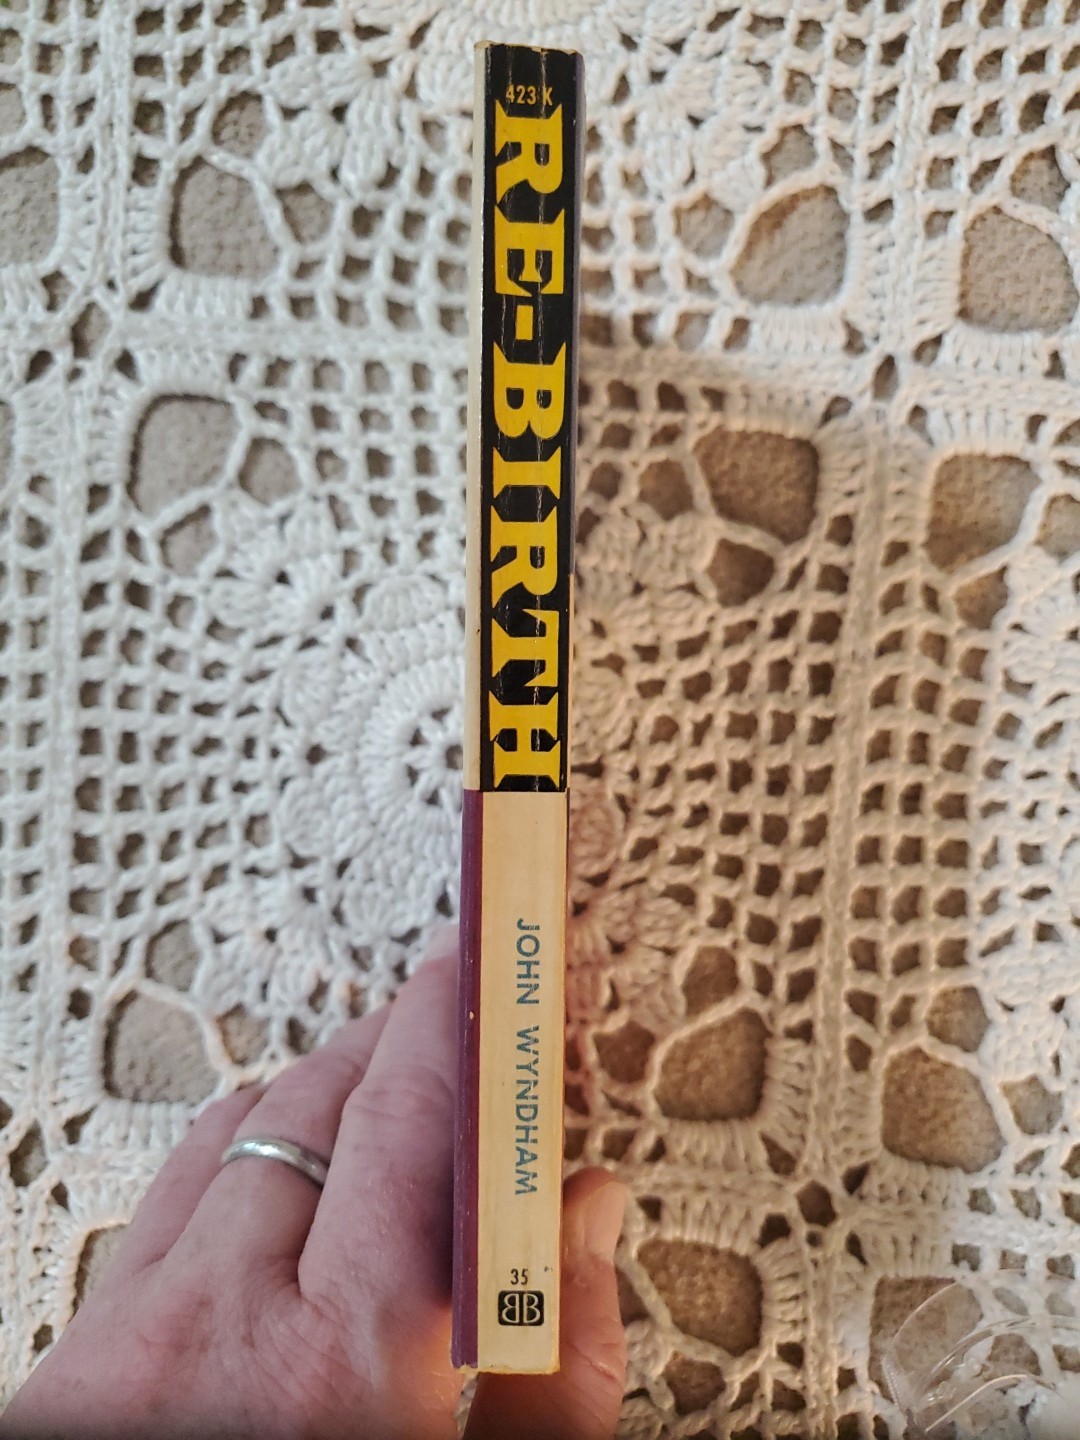 423 K
RE-BIRTH
JOHN WYNDHAM
35
BB